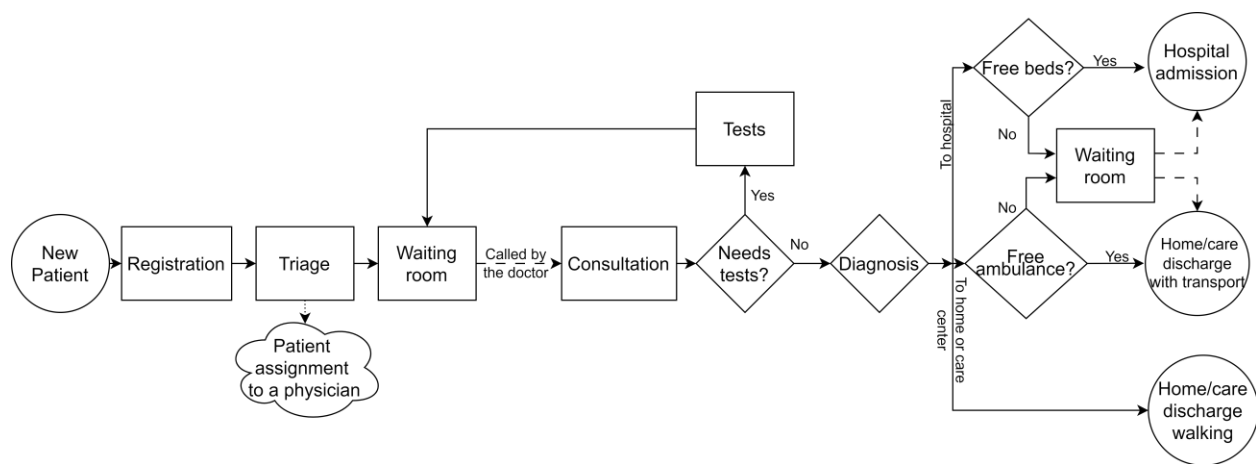 New
Patient
Registration
Triage
Patient
assignment
to a physician
Waiting
room
Called by
the doctor
Consultation
Tests
Yes
Needs
tests?
No
Diagnosis
To hospital
To home or care
center
Free beds?
Yes
Hospital
admission
No
Waiting
room
No
Free
ambulance?
Yes
Home/care
discharge
with transport
Home/care
discharge
walking